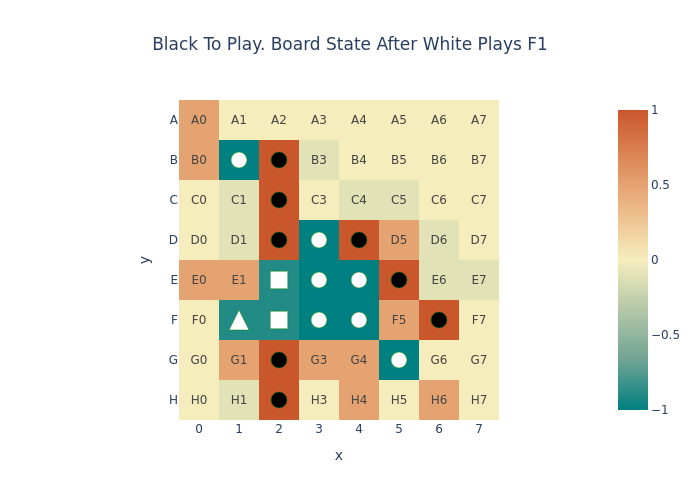 Black To Play. Board State After White Plays F1
A A0 A1 A2 A3 A4 A5 A6 A7
B B0 B3 B4 B5 B6 B7
C C0 C1 C3 C4 C5 C6 C7
D D0 D1 D5 D6 D7
E E0 E1 E6 E7
F F0 F5 F7
G G0 G1 G3 G4 G6 G7
H H0 H1 H3 H4 H5 H6 H7
0 1 2 3 4 5 6 7
x
y
1
0.5
0
−0.5
−1